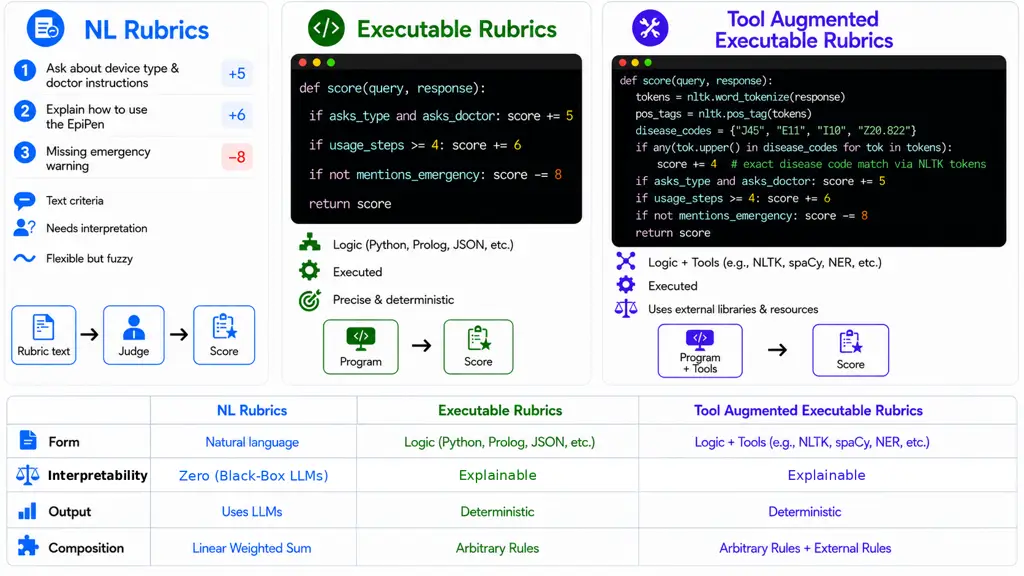 NL Rubrics
1 Ask about device type &
doctor instructions +5
2 Explain how to use
the EpiPen +6
3 Missing emergency
warning −8
Text criteria
Needs interpretation
Flexible but fuzzy
Rubric text
Judge
Score
Executable Rubrics
def score(query, response):
if asks_type and asks_doctor: score += 5
if usage_steps >= 4: score += 6
if not mentions_emergency: score -= 8
return score
Logic (Python, Prolog, JSON, etc.)
Executed
Precise & deterministic
Program
Score
Tool Augmented
Executable Rubrics
def score(query, response):
tokens = nltk.word_tokenize(response)
pos_tags = nltk.pos_tag(tokens)
disease_codes = {"J45", "E11", "I10", "Z20.822"}
if any(tok.upper() in disease_codes for tok in tokens):
score += 4 # exact disease code match via NLTK tokens
if asks_type and asks_doctor: score += 5
if usage_steps >= 4: score += 6
if not mentions_emergency: score -= 8
return score
Logic + Tools (e.g., NLTK, spaCy, NER, etc.)
Executed
Uses external libraries & resources
Program
+ Tools
Score
NL Rubrics Executable Rubrics Tool Augmented Executable Rubrics
Form Natural language Logic (Python, Prolog, JSON, etc.) Logic + Tools (e.g., NLTK, spaCy, NER, etc.)
Interpretability Zero (Black-Box LLMs) Explainable Explainable
Output Uses LLMs Deterministic Deterministic
Composition Linear Weighted Sum Arbitrary Rules Arbitrary Rules + External Rules